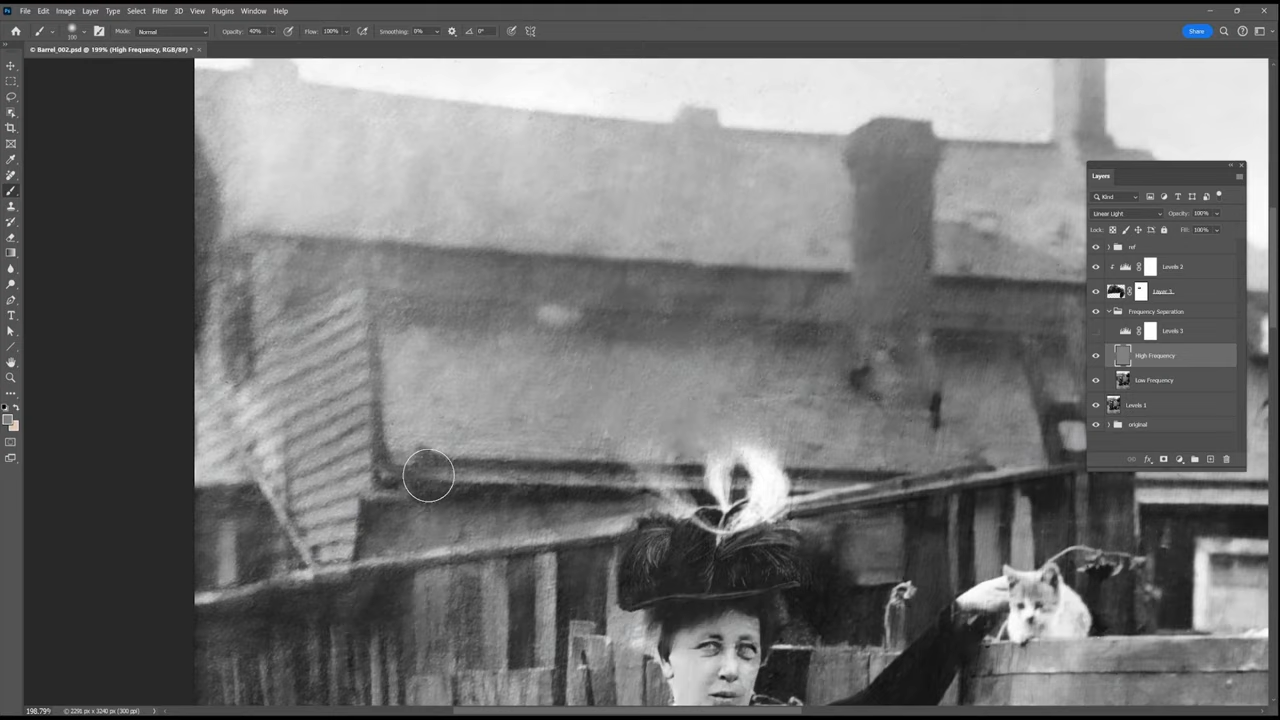 File Edit Image Layer Type Select Filter 3D View Plugins Window Help
100 Mode: Normal Opacity: 40% Flow: 100% Smoothing: 0% 0° Share
© Barrel_002.psd @ 199% (High Frequency, RGB/8#) * ×
Layers
Kind
Linear Light Opacity: 100%
Lock: Fill: 100%
ref
Levels 2
Layer 3
Frequency Separation
Levels 3
High Frequency
Low Frequency
Levels 1
original
fx
198.79% © 2291 px x 3240 px (300 ppi)